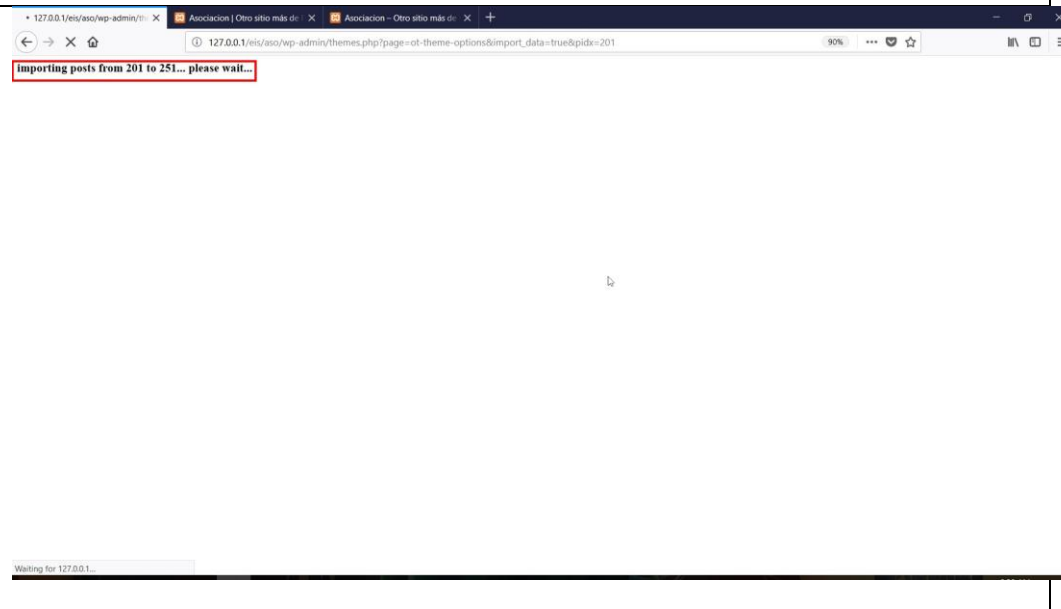 127.0.0.1/eis/aso/wp-admin/th
Asociacion | Otro sitio más de
Asociacion – Otro sitio más de
127.0.0.1/eis/aso/wp-admin/themes.php?page=ot-theme-options&import_data=true&pidx=201
90%
importing posts from 201 to 251... please wait...
Waiting for 127.0.0.1...